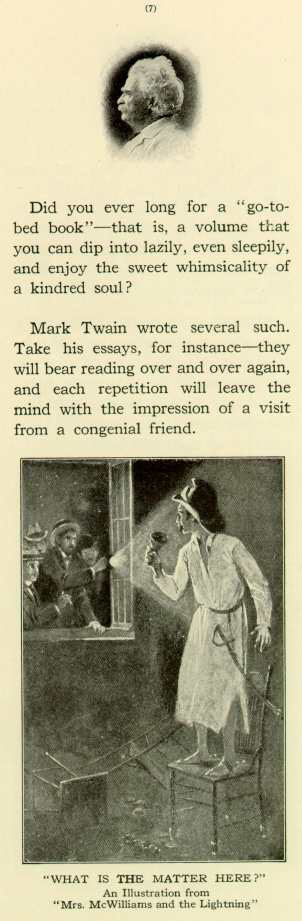 (7)
Did you ever long for a "go-to-
bed book"—that is, a volume that
you can dip into lazily, even sleepily,
and enjoy the sweet whimsicality of
a kindred soul?
Mark Twain wrote several such.
Take his essays, for instance—they
will bear reading over and over again,
and each repetition will leave the
mind with the impression of a visit
from a congenial friend.
"WHAT IS THE MATTER HERE?"
An Illustration from
"Mrs. McWilliams and the Lightning"